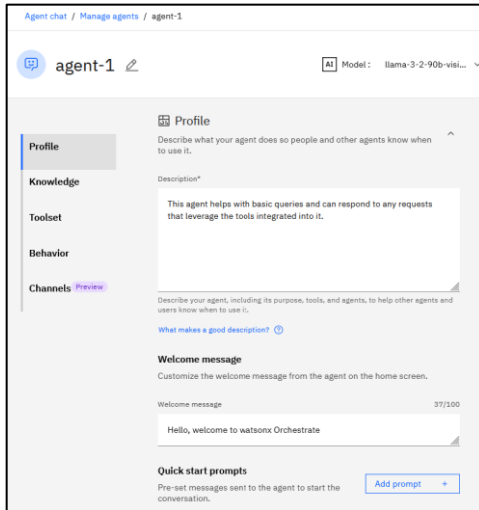 Agent chat / Manage agents / agent-1
agent-1
AI Model: llama-3-2-90b-visi...
Profile
Knowledge
Toolset
Behavior
Channels Preview
Profile
Describe what your agent does so people and other agents know when
to use it.
Description*
This agent helps with basic queries and can respond to any requests
that leverage the tools integrated into it.
Describe your agent, including its purpose, tools, and agents, to help other agents and
users know when to use it.
What makes a good description?
Welcome message
Customize the welcome message from the agent on the home screen.
Welcome message 37/100
Hello, welcome to watsonx Orchestrate
Quick start prompts
Pre-set messages sent to the agent to start the
conversation.
Add prompt +